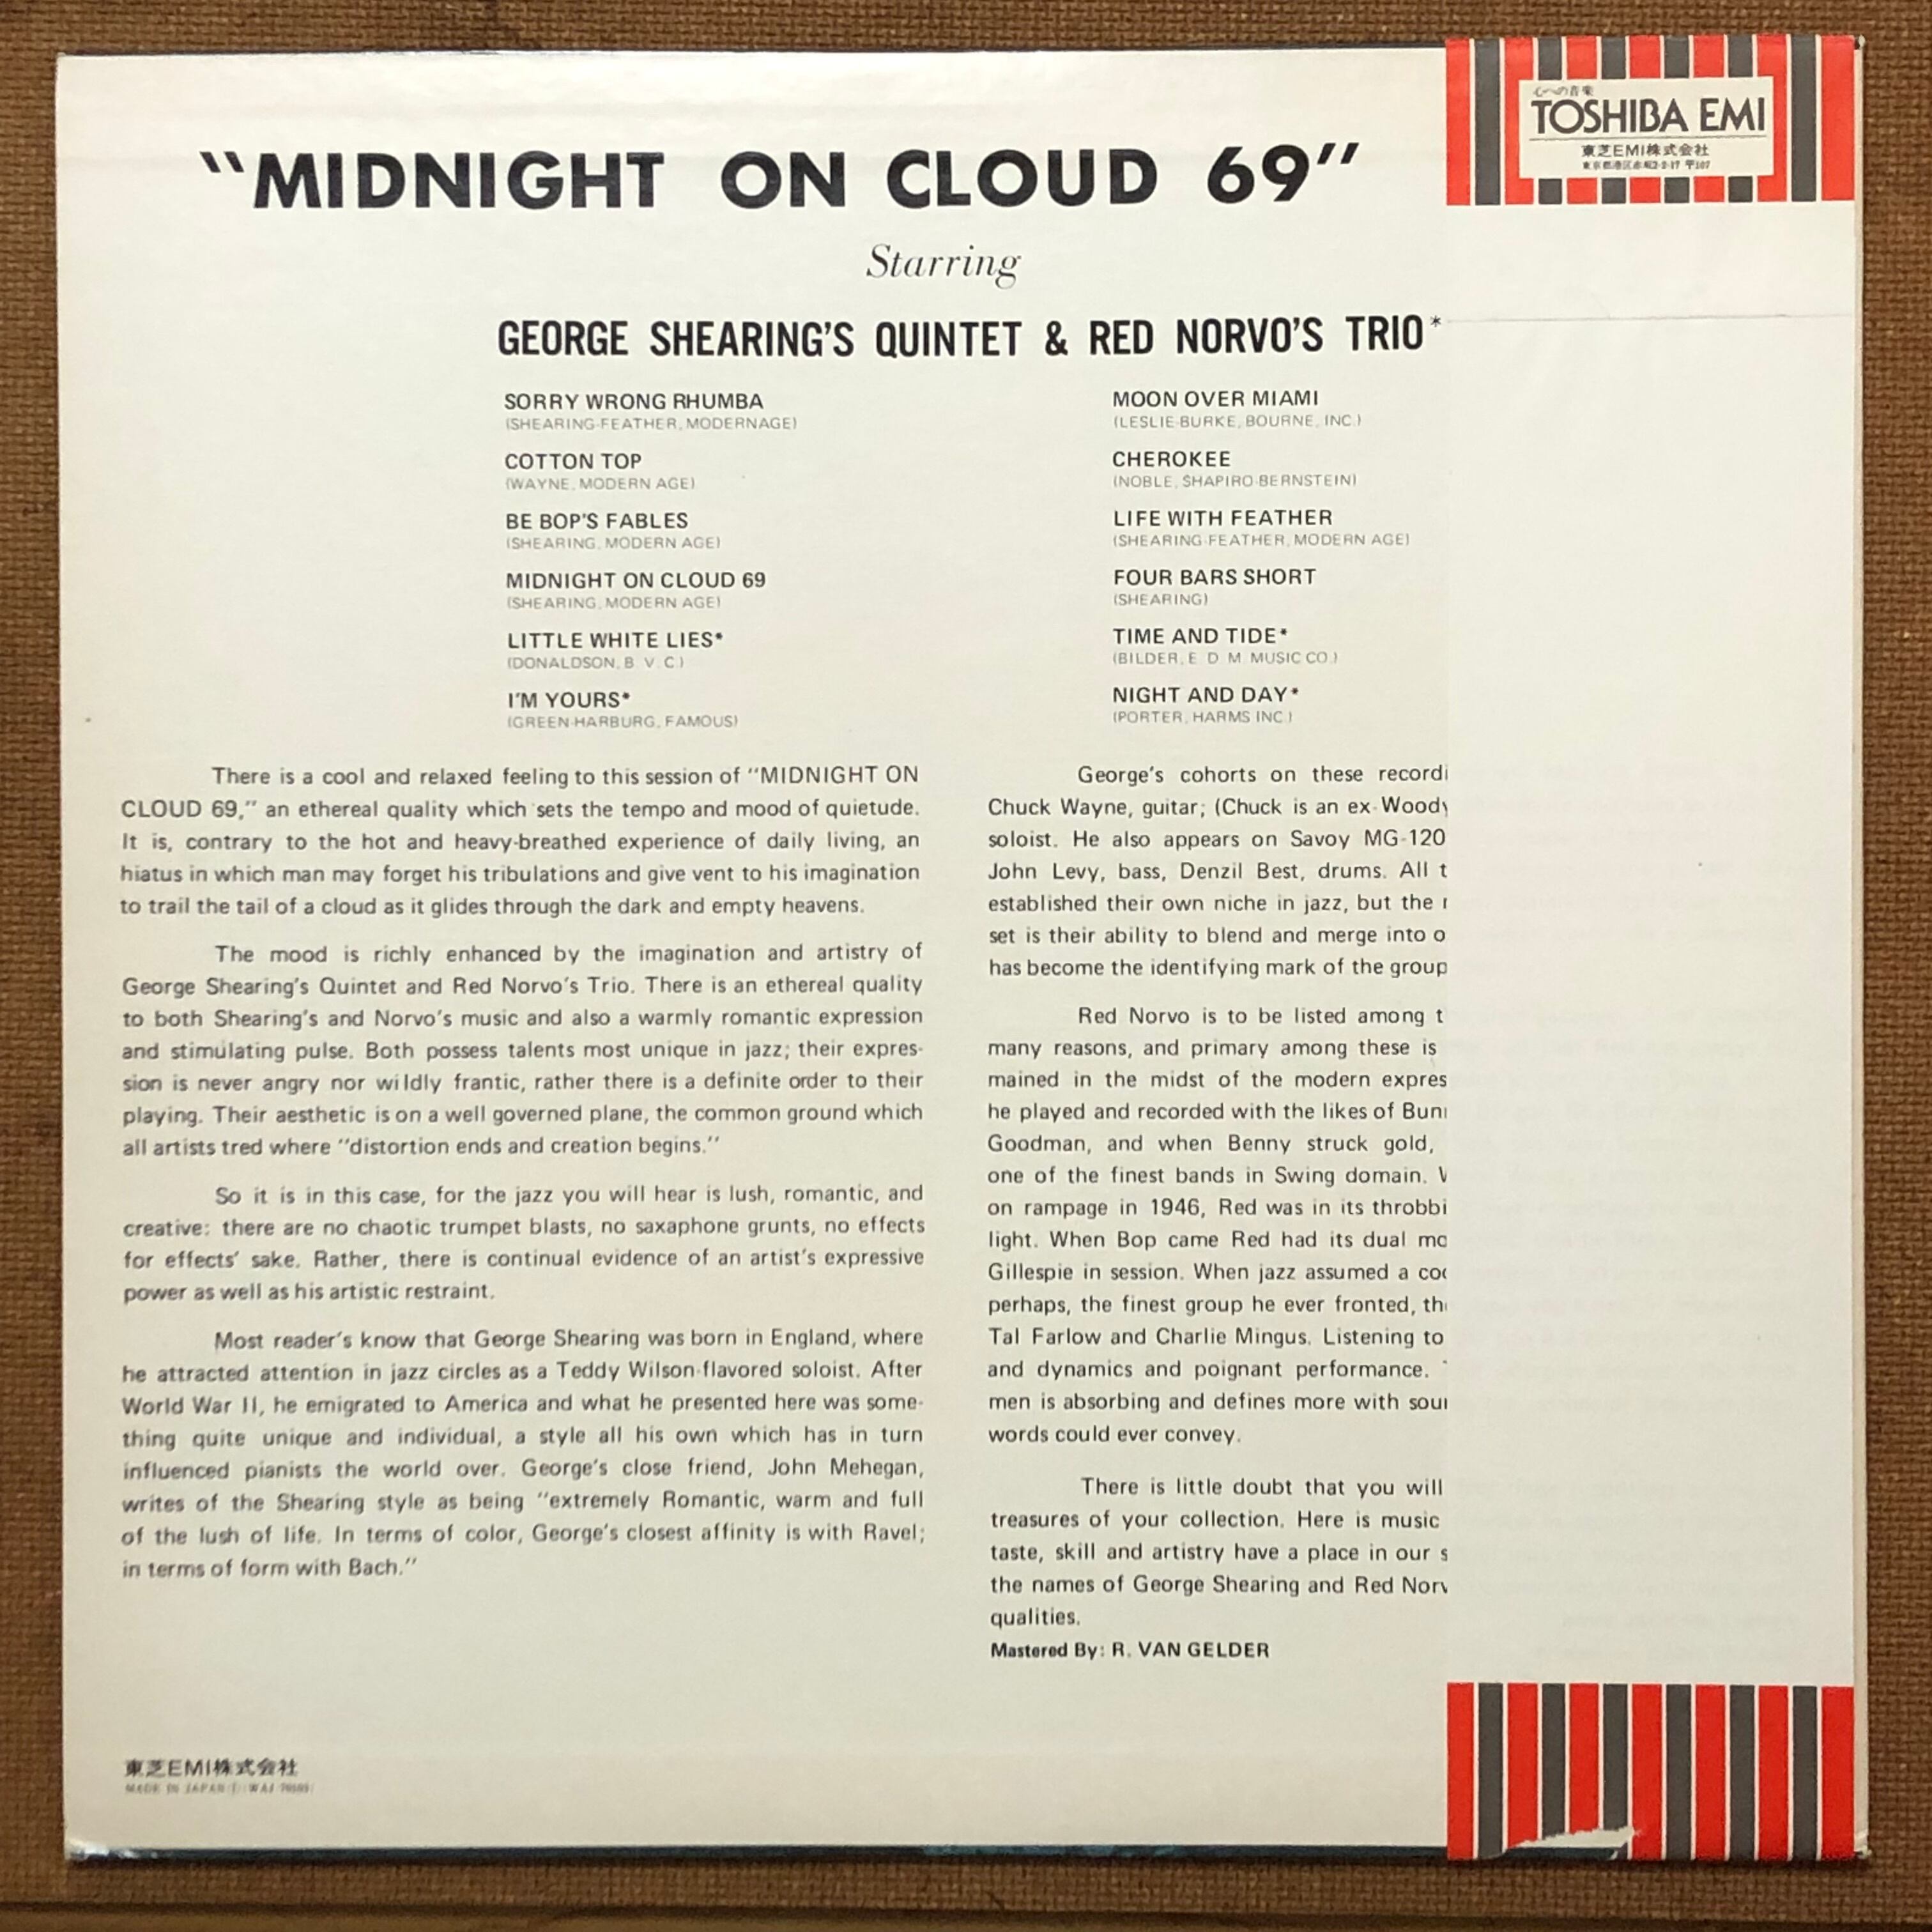 心への音楽
TOSHIBA EMI
東芝EMI株式会社
東京都港区赤坂2-2-17 〒107
"MIDNIGHT ON CLOUD 69"
Starring
GEORGE SHEARING'S QUINTET & RED NORVO'S TRIO*
SORRY WRONG RHUMBA
(SHEARING-FEATHER, MODERNAGE)
COTTON TOP
(WAYNE, MODERN AGE)
BE BOP'S FABLES
(SHEARING, MODERN AGE)
MIDNIGHT ON CLOUD 69
(SHEARING, MODERN AGE)
LITTLE WHITE LIES*
(DONALDSON, B. V. C.)
I'M YOURS*
(GREEN-HARBURG, FAMOUS)
MOON OVER MIAMI
(LESLIE-BURKE, BOURNE, INC.)
CHEROKEE
(NOBLE, SHAPIRO-BERNSTEIN)
LIFE WITH FEATHER
(SHEARING-FEATHER, MODERN AGE)
FOUR BARS SHORT
(SHEARING)
TIME AND TIDE*
(BILDER, E. D. M. MUSIC CO.)
NIGHT AND DAY*
(PORTER, HARMS INC.)
There is a cool and relaxed feeling to this session of "MIDNIGHT ON
CLOUD 69," an ethereal quality which sets the tempo and mood of quietude.
It is, contrary to the hot and heavy-breathed experience of daily living, an
hiatus in which man may forget his tribulations and give vent to his imagination
to trail the tail of a cloud as it glides through the dark and empty heavens.
The mood is richly enhanced by the imagination and artistry of
George Shearing's Quintet and Red Norvo's Trio. There is an ethereal quality
to both Shearing's and Norvo's music and also a warmly romantic expression
and stimulating pulse. Both possess talents most unique in jazz; their expres-
sion is never angry nor wildly frantic, rather there is a definite order to their
playing. Their aesthetic is on a well governed plane, the common ground which
all artists tred where "distortion ends and creation begins."
So it is in this case, for the jazz you will hear is lush, romantic, and
creative: there are no chaotic trumpet blasts, no saxaphone grunts, no effects
for effects' sake. Rather, there is continual evidence of an artist's expressive
power as well as his artistic restraint.
Most reader's know that George Shearing was born in England, where
he attracted attention in jazz circles as a Teddy Wilson-flavored soloist. After
World War II, he emigrated to America and what he presented here was some-
thing quite unique and individual, a style all his own which has in turn
influenced pianists the world over. George's close friend, John Mehegan,
writes of the Shearing style as being "extremely Romantic, warm and full
of the lush of life. In terms of color, George's closest affinity is with Ravel;
in terms of form with Bach."
George's cohorts on these recordi
Chuck Wayne, guitar; (Chuck is an ex-Woody
soloist. He also appears on Savoy MG-120
John Levy, bass, Denzil Best, drums. All t
established their own niche in jazz, but the
set is their ability to blend and merge into o
has become the identifying mark of the group
Red Norvo is to be listed among t
many reasons, and primary among these is
mained in the midst of the modern expres
he played and recorded with the likes of Bun
Goodman, and when Benny struck gold,
one of the finest bands in Swing domain.
on rampage in 1946, Red was in its throbbi
light. When Bop came Red had its dual mo
Gillespie in session. When jazz assumed a coo
perhaps, the finest group he ever fronted, th
Tal Farlow and Charlie Mingus. Listening to
and dynamics and poignant performance.
men is absorbing and defines more with sou
words could ever convey.
There is little doubt that you will
treasures of your collection. Here is music
taste, skill and artistry have a place in our s
the names of George Shearing and Red Norv
qualities.
Mastered By: R. VAN GELDER
東芝EMI株式会社
MADE IN JAPAN